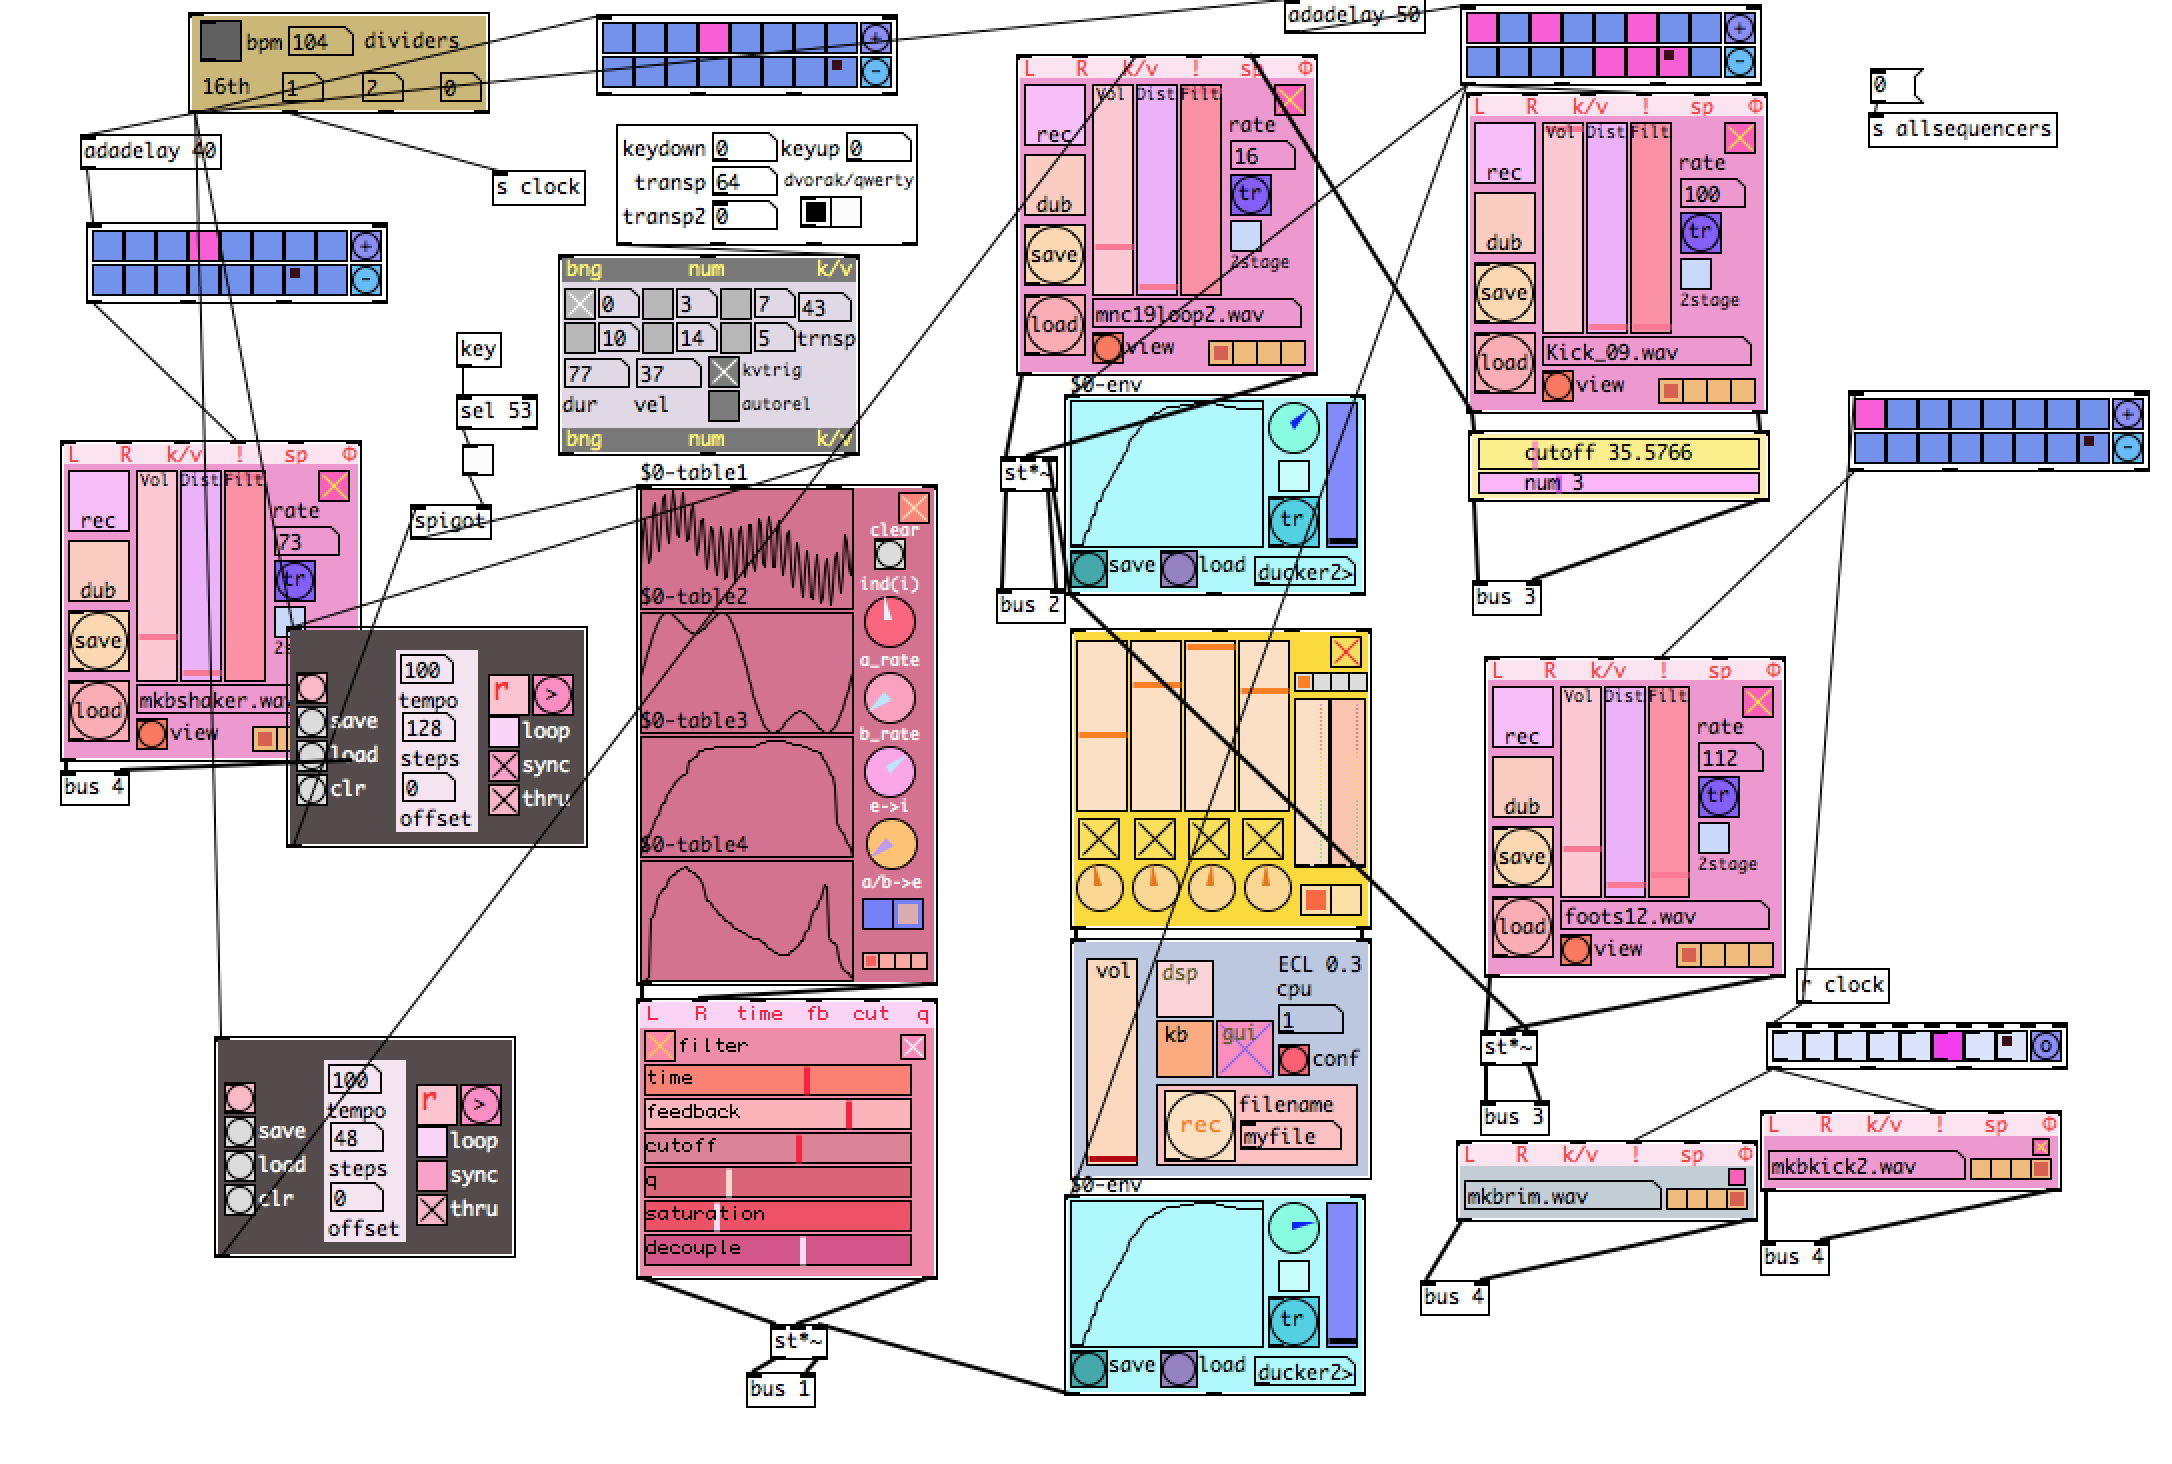 bpm 104 dividers
16th 1 2 0
adadelay 40
s clock
keydown 0 keyup 0
transp 64 dvorak/qwerty
transp2 0
bng num k/v
0 3 7 43
10 14 5 trnsp
77 37 kvtrig
dur vel autorel
bng num k/v
key
sel 53
spigot
L R k/v ! sp Φ
Vol Dist Filt
rec
rate
73
dub
tr
save
load
mkbshaker.wav
view
bus 4
100
tempo
save
128
load
steps
clr
0
offset
r >
loop
sync
thru
100
tempo
save
48
load
steps
clr
0
offset
r >
loop
sync
thru
$0-table1
$0-table2
$0-table3
$0-table4
clear
ind(i)
a_rate
b_rate
e->i
a/b->e
L R time fb cut q
filter
time
feedback
cutoff
q
saturation
decouple
st*~
bus 1
adadelay 50
L R k/v ! sp Φ
Vol Dist Filt
rec
rate
16
dub
tr
save
2stage
load
mnc19loop2.wav
view
$0-env
st*~
bus 2
tr
save load ducker2>
vol
dsp
ECL 0.3
cpu
1
kb
gui
conf
rec
filename
myfile
$0-env
tr
save load ducker2>
+
-
+
-
+
-
L R k/v ! sp Φ
Vol Dist Filt
rec
rate
100
dub
tr
save
2stage
load
Kick_09.wav
view
cutoff 35.5766
num 3
bus 3
0
s allsequencers
+
-
L R k/v ! sp Φ
Vol Dist Filt
rec
rate
112
dub
tr
save
2stage
load
foots12.wav
view
r clock
st*~
bus 3
O
L R k/v ! sp Φ
mkbrim.wav
bus 4
L R k/v ! sp Φ
mkbkick2.wav
bus 4